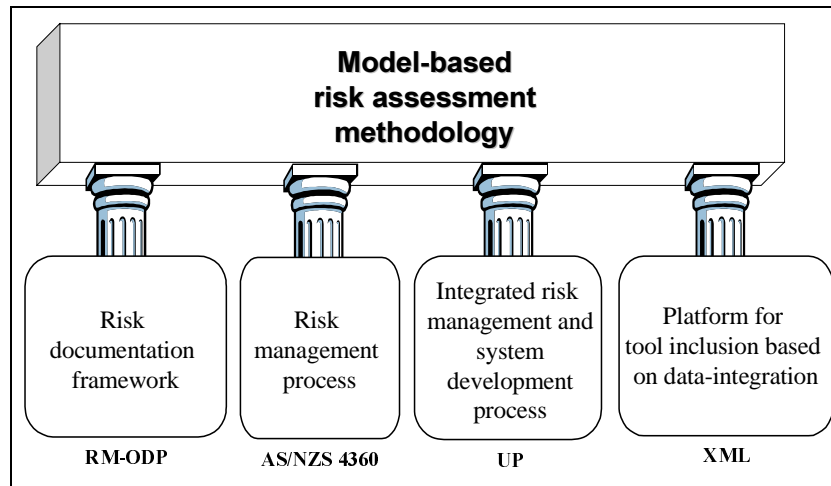 Model-based
risk assessment
methodology
Risk
documentation
framework
Risk
management
process
Integrated risk
management and
system
development
process
Platform for
tool inclusion based
on data-integration
RM-ODP
AS/NZS 4360
UP
XML